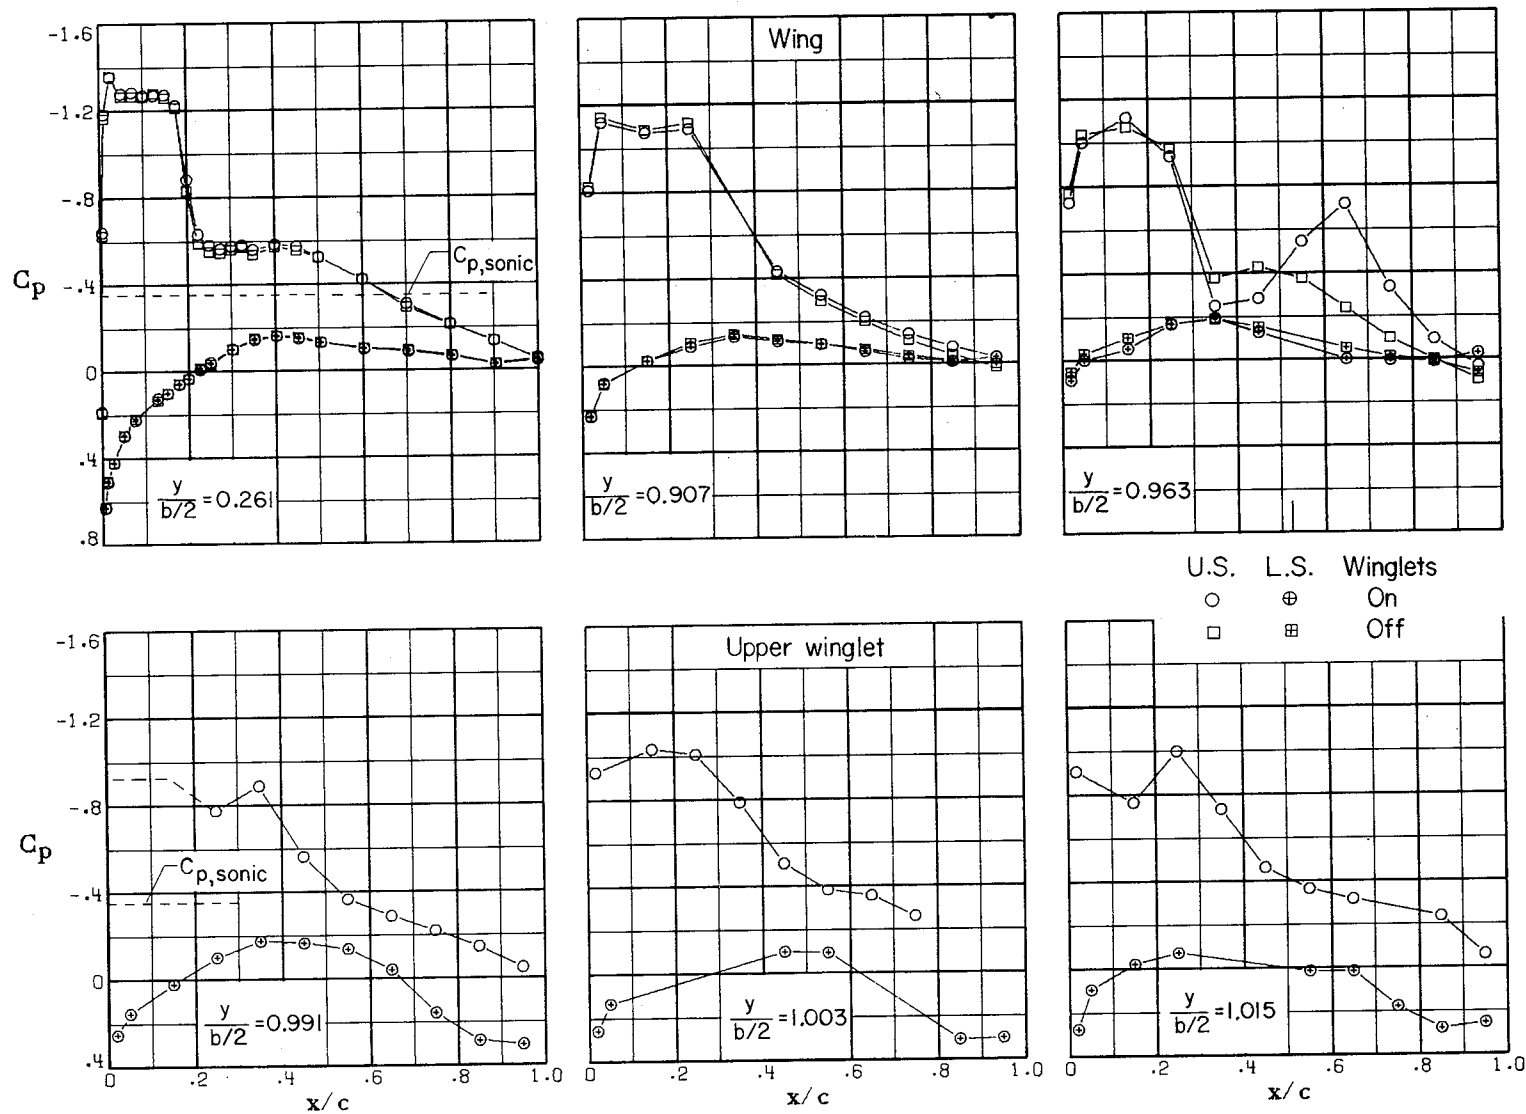 Wing
-1.6
-1.2
-.8
-.4
0
.4
.8
Cp
Cp,sonic
y
b/2
=0.261
y
b/2
=0.907
y
b/2
=0.963
U.S. L.S. Winglets
On
Off
Upper winglet
-1.6
-1.2
-.8
-.4
0
.4
Cp
Cp,sonic
y
b/2
=0.991
y
b/2
=1.003
y
b/2
=1.015
0 .2 .4 .6 .8 1.0
x/c
0 .2 .4 .6 .8 1.0
x/c
0 .2 .4 .6 .8 1.0
x/c